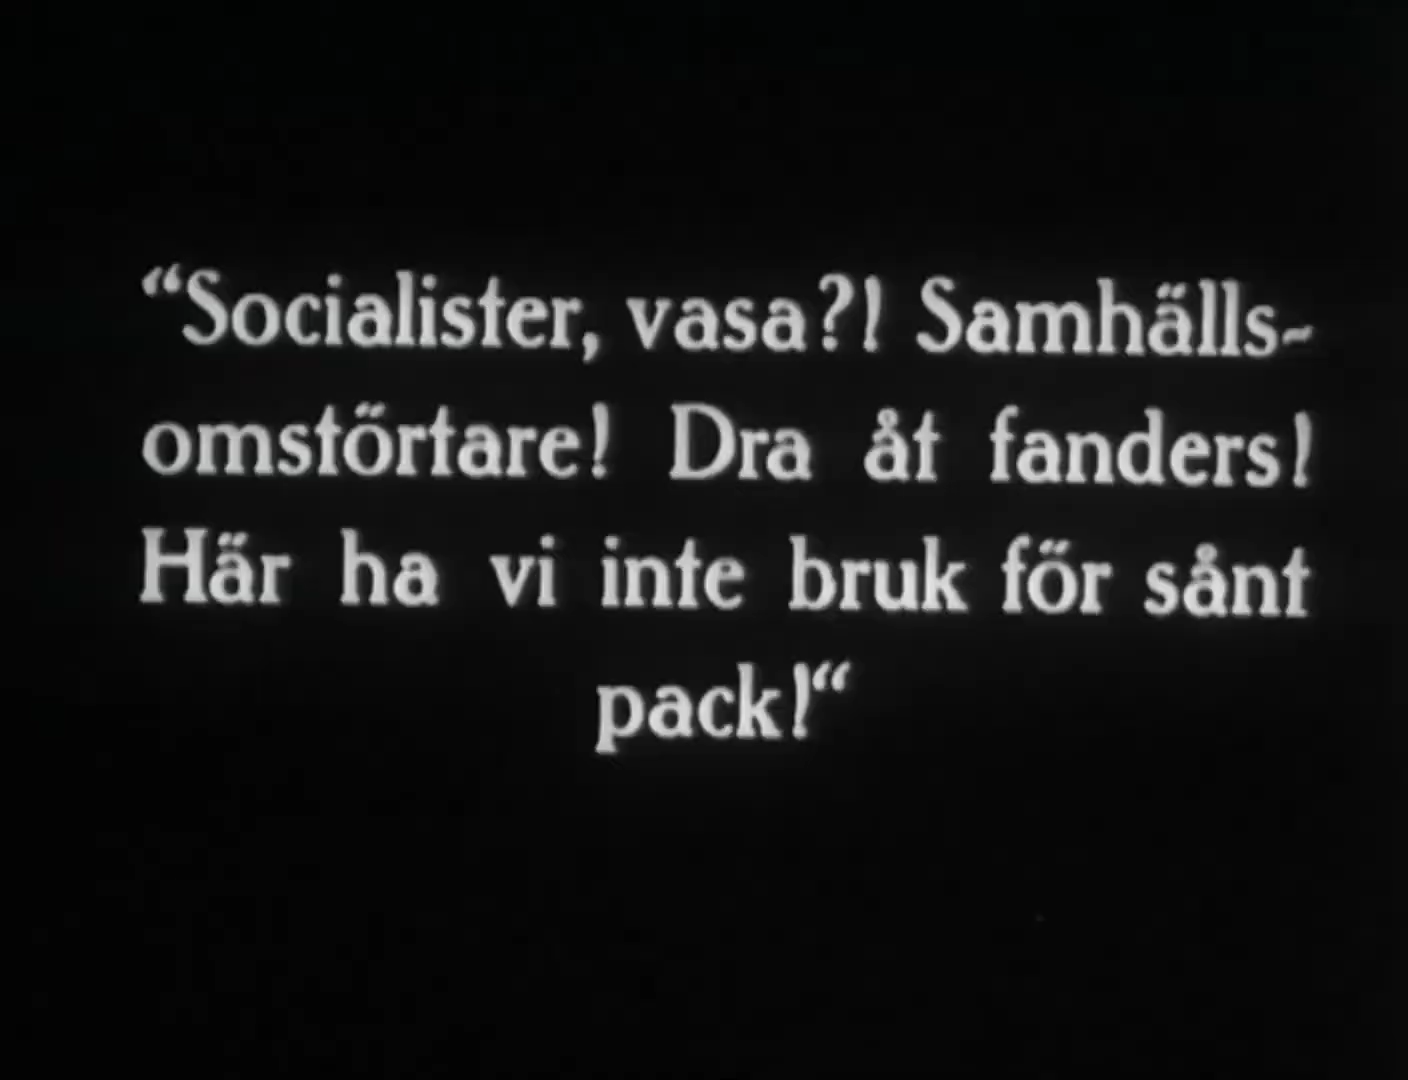 “Socialister, vasa?! Samhälls-
omstörtare! Dra åt fanders!
Här ha vi inte bruk för sånt
pack!“